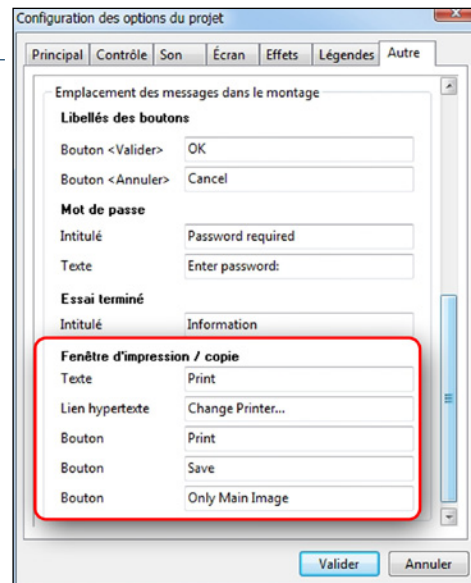 Configuration des options du projet
Principal Contrôle Son Écran Effets Légendes Autre
Emplacement des messages dans le montage
Libellés des boutons
Bouton <Valider> OK
Bouton <Annuler> Cancel
Mot de passe
Intitulé Password required
Texte Enter password:
Essai terminé
Intitulé Information
Fenêtre d'impression / copie
Texte Print
Lien hypertexte Change Printer...
Bouton Print
Bouton Save
Bouton Only Main Image
Valider Annuler